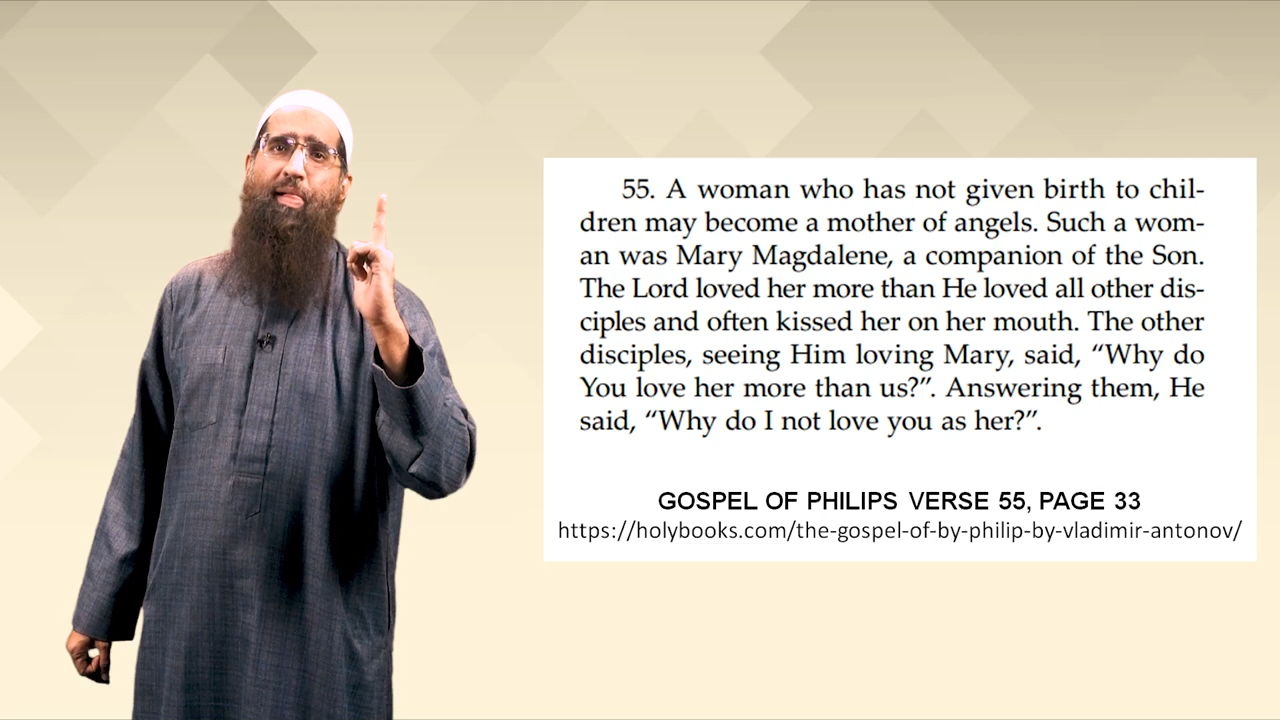 55. A woman who has not given birth to chil-
dren may become a mother of angels. Such a wom-
an was Mary Magdalene, a companion of the Son.
The Lord loved her more than He loved all other dis-
ciples and often kissed her on her mouth. The other
disciples, seeing Him loving Mary, said, “Why do
You love her more than us?”. Answering them, He
said, “Why do I not love you as her?”.
GOSPEL OF PHILIPS VERSE 55, PAGE 33
https://holybooks.com/the-gospel-of-by-philip-by-vladimir-antonov/